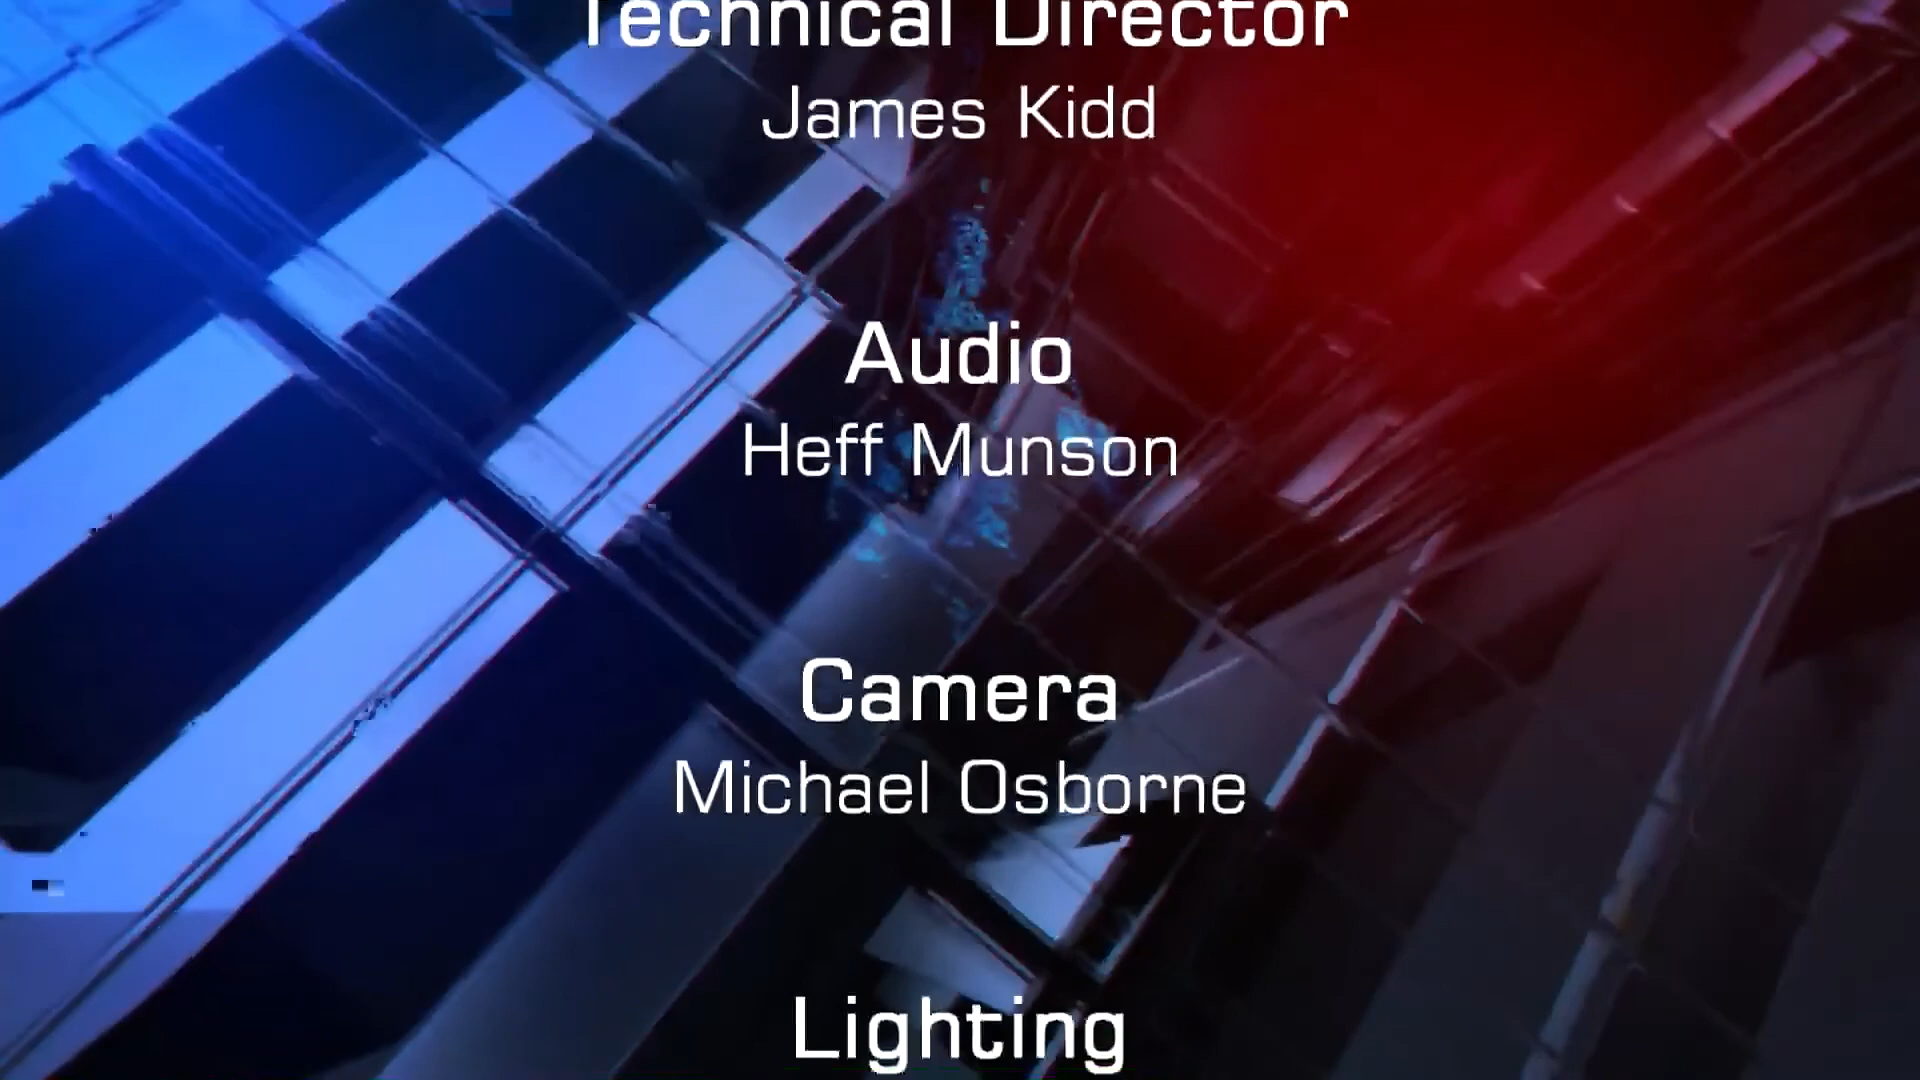 Technical Director
James Kidd
Audio
Heff Munson
Camera
Michael Osborne
Lighting